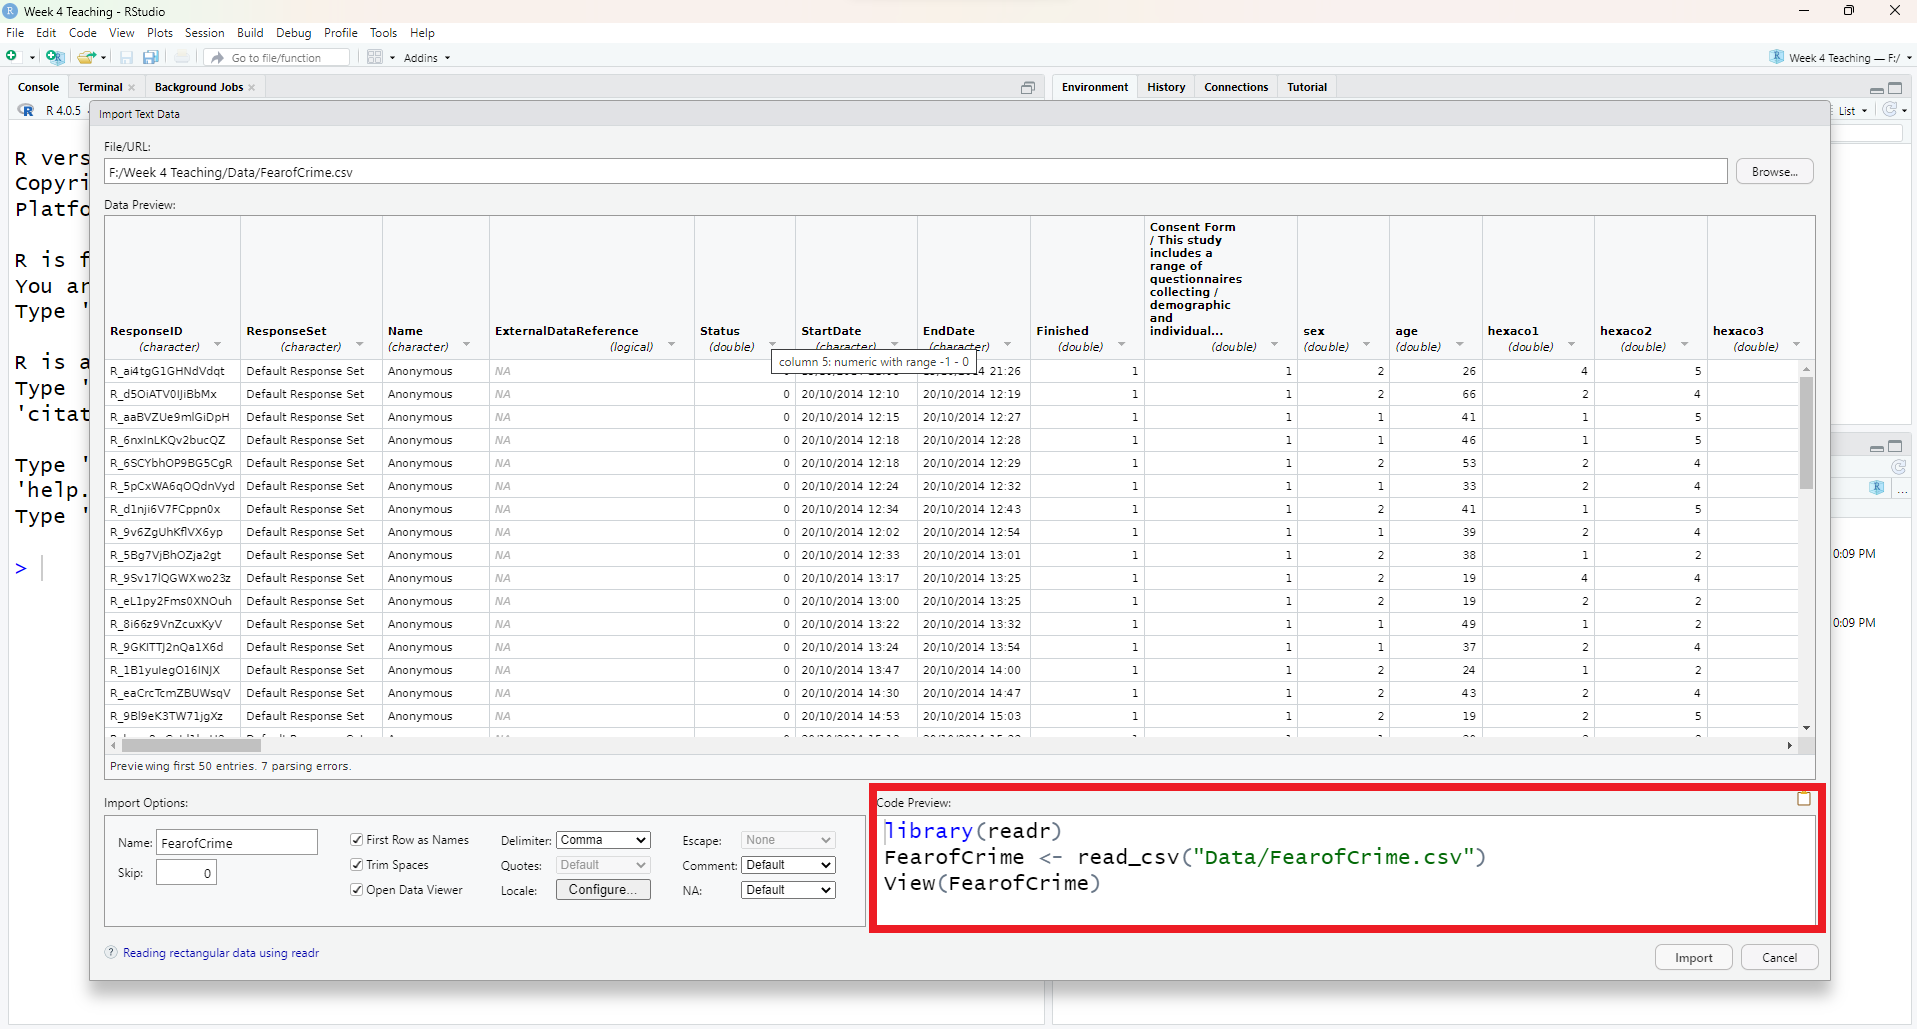 Week 4 Teaching - RStudio
File Edit Code View Plots Session Build Debug Profile Tools Help
Go to file/function Addins Week 4 Teaching — F:/
Console Terminal Background Jobs Environment History Connections Tutorial
R 4.0.5 List
Import Text Data
File/URL:
F:/Week 4 Teaching/Data/FearofCrime.csv Browse...
Data Preview:
R vers
Copyri
Platfo
R is f
You ar
Type '
R is a
Type '
'citat
Type '
'help.
Type '
>
Consent Form
/ This study
includes a
range of
questionnaires
collecting /
demographic
and
individual...
ResponseID ResponseSet Name ExternalDataReference Status StartDate EndDate Finished sex age hexaco1 hexaco2 hexaco3
(character) (character) (character) (logical) (double) (character) (character) (double) (double) (double) (double) (double) (double) (double)
column 5: numeric with range -1 - 0
R_ai4tgG1GHNdVdqt Default Response Set Anonymous NA 21:26 1 1 2 26 4 5
R_d5OiATV0IJiBbMx Default Response Set Anonymous NA 0 20/10/2014 12:10 20/10/2014 12:19 1 1 2 66 2 4
R_aaBVZUe9mlGiDpH Default Response Set Anonymous NA 0 20/10/2014 12:15 20/10/2014 12:27 1 1 1 41 1 5
R_6nxInLKQv2bucQZ Default Response Set Anonymous NA 0 20/10/2014 12:18 20/10/2014 12:28 1 1 1 46 1 5
R_6SCYbhOP9BG5CgR Default Response Set Anonymous NA 0 20/10/2014 12:18 20/10/2014 12:29 1 1 2 53 2 4
R_5pCxWA6qOQdnVyd Default Response Set Anonymous NA 0 20/10/2014 12:24 20/10/2014 12:32 1 1 1 33 2 4
R_d1nji6V7FCppn0x Default Response Set Anonymous NA 0 20/10/2014 12:34 20/10/2014 12:43 1 1 2 41 1 5
R_9v6ZgUhKflVX6yp Default Response Set Anonymous NA 0 20/10/2014 12:02 20/10/2014 12:54 1 1 1 39 2 4
R_5Bg7VjBhOZja2gt Default Response Set Anonymous NA 0 20/10/2014 12:33 20/10/2014 13:01 1 1 2 38 1 2
0:09 PM
R_9Sv17lQGWXwo23z Default Response Set Anonymous NA 0 20/10/2014 13:17 20/10/2014 13:25 1 1 2 19 4 4
R_eL1py2Fms0XNOuh Default Response Set Anonymous NA 0 20/10/2014 13:00 20/10/2014 13:25 1 1 2 19 2 2
R_8i66z9VnZcuxKyV Default Response Set Anonymous NA 0 20/10/2014 13:22 20/10/2014 13:32 1 1 1 49 1 2
0:09 PM
R_9GKITTJ2nQa1X6d Default Response Set Anonymous NA 0 20/10/2014 13:24 20/10/2014 13:54 1 1 1 37 2 4
R_1B1yulegO16INJX Default Response Set Anonymous NA 0 20/10/2014 13:47 20/10/2014 14:00 1 1 2 24 1 2
R_eaCrcTcmZBUWsqV Default Response Set Anonymous NA 0 20/10/2014 14:30 20/10/2014 14:47 1 1 2 43 2 4
R_9Bl9eK3TW71jgXz Default Response Set Anonymous NA 0 20/10/2014 14:53 20/10/2014 15:03 1 1 2 19 2 5
Previewing first 50 entries. 7 parsing errors.
Import Options:
Name: FearofCrime
Skip: 0
First Row as Names
Trim Spaces
Open Data Viewer
Delimiter: Comma
Quotes: Default
Locale: Configure...
Escape: None
Comment: Default
NA: Default
Code Preview:
library(readr)
FearofCrime <- read_csv("Data/FearofCrime.csv")
View(FearofCrime)
? Reading rectangular data using readr
Import Cancel